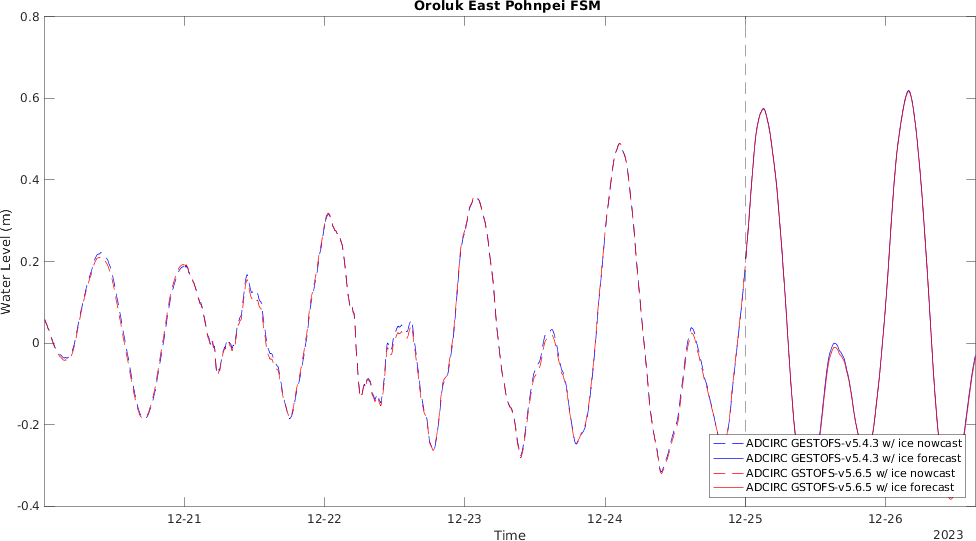 Oroluk East Pohnpei FSM
0.8
0.6
0.4
0.2
0
-0.2
-0.4
Water Level (m)
12-21
12-22
12-23
12-24
12-25
12-26
Time
2023
ADCIRC GESTOFS-v5.4.3 w/ ice nowcast
ADCIRC GESTOFS-v5.4.3 w/ ice forecast
ADCIRC GSTOFS-v5.6.5 w/ ice nowcast
ADCIRC GSTOFS-v5.6.5 w/ ice forecast